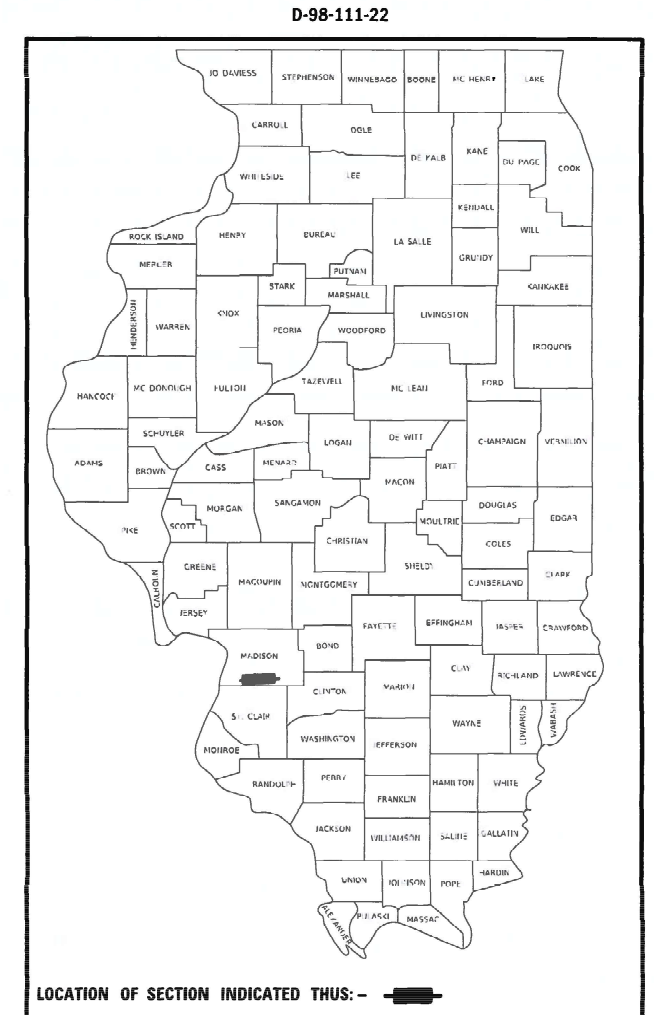 D-98-111-22
JO DAVIESS STEPHENSON WINNEBAGO BOONE MC HENRY LAKE
CARROLL OGLE DE KALB KANE DU PAGE COOK
WHITESIDE LEE
KENDALL
ROCK ISLAND HENRY BUREAU LA SALLE WILL
MERCER PUTNAM GRUNDY
STARK MARSHALL KANKAKEE
HENDERSON WARREN KNOX PEORIA WOODFORD LIVINGSTON
IROQUOIS
HANCOCK MC DONOUGH FULTON TAZEWELL MC LEAN FORD
SCHUYLER MASON LOGAN DE WITT CHAMPAIGN VERMILION
ADAMS BROWN CASS MENARD MACON PIATT
PIKE SCOTT MORGAN SANGAMON MOULTRIE DOUGLAS EDGAR
CHRISTIAN COLES
CALHOUN GREENE MACOUPIN MONTGOMERY SHELBY CUMBERLAND CLARK
JERSEY
FAYETTE EFFINGHAM JASPER CRAWFORD
MADISON BOND
CLINTON MARION CLAY RICHLAND LAWRENCE
ST. CLAIR WAYNE EDWARDS WABASH
MONROE WASHINGTON JEFFERSON
RANDOLPH PERRY HAMILTON WHITE
FRANKLIN
JACKSON WILLIAMSON SALINE GALLATIN
UNION JOHNSON POPE HARDIN
ALEXANDER PULASKI MASSAC
LOCATION OF SECTION INDICATED THUS: -